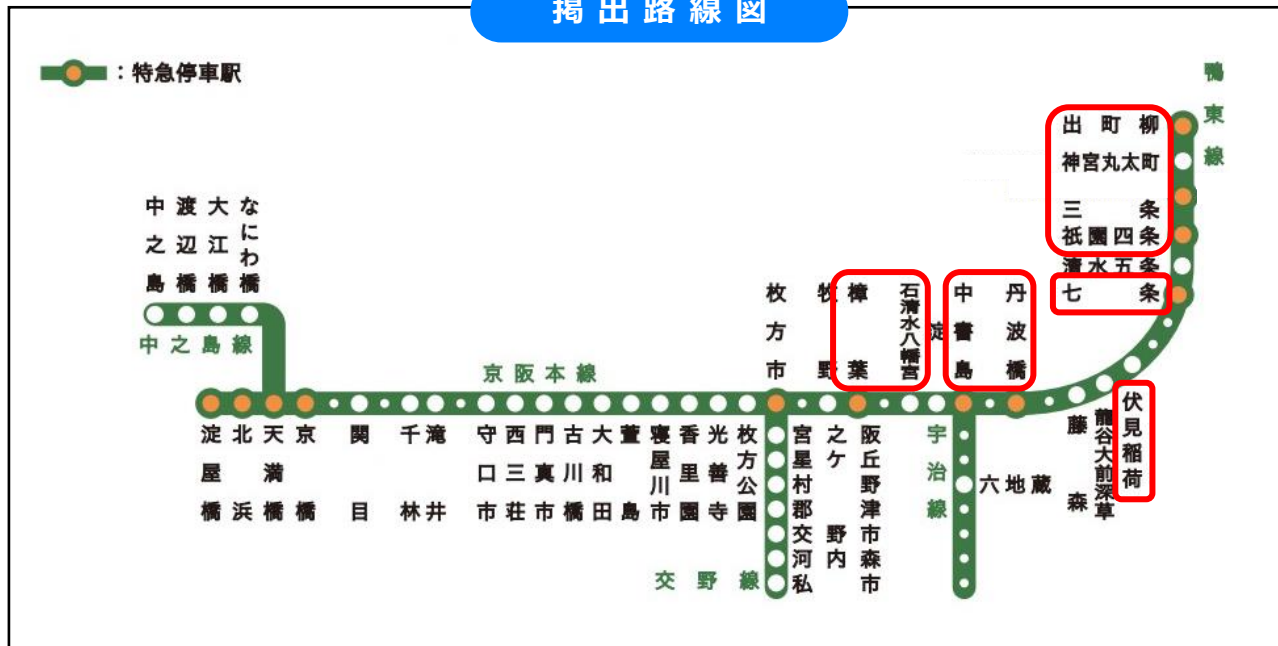 掲出路線図
：特急停車駅
鴨東線
出町柳
神宮丸太町
三条
祇園四条
清水五条
七条
中之島
渡辺橋
大江橋
なにわ橋
中之島線
枚方市
牧野
樟葉
石清水八幡宮
淀
中書島
丹波橋
京阪本線
淀屋橋
北浜
天満橋
京橋
関目
千林
滝井
守口市
西三荘
門真市
古川橋
大和田
萱島
寝屋川市
香里園
光善寺
枚方公園
宮之阪
星ケ丘
村野
郡津
交野市
河内森
私市
交野線
宇治線
六地蔵
藤森
龍谷大前深草
伏見稲荷